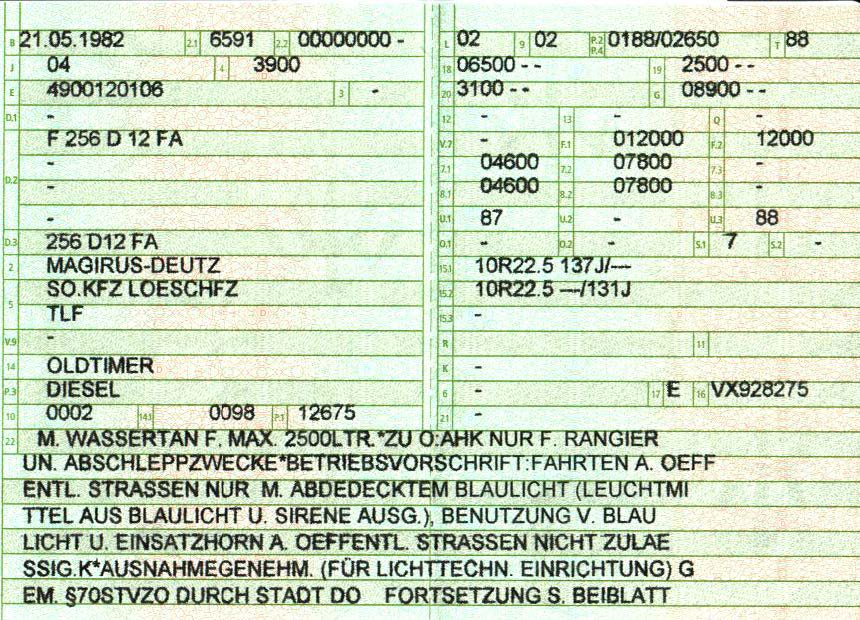 B 21.05.1982 2.1 6591 2.2 00000000 - L 02 9 02 P.2 P.4 0188/02650 T 88
J 04 4 3900 18 06500 - - 19 2500 - -
E 4900120106 3 - 20 3100 - - G 08900 - -
D.1 - 12 - 13 - Q -
F 256 D 12 FA V.7 - F.1 012000 F.2 12000
- 7.1 04600 7.2 07800 7.3 -
D.2 - 8.1 04600 8.2 07800 8.3 -
- U.1 87 U.2 - U.3 88
D.3 256 D12 FA O.1 - O.2 - S.1 7 S.2 -
2 MAGIRUS-DEUTZ 15.1 10R22.5 137J/---
5 SO.KFZ LOESCHFZ 15.2 10R22.5 ---/131J
TLF 15.3 -
V.9 - R 11
14 OLDTIMER K -
P.3 DIESEL 6 - 17 E 16 VX928275
10 0002 14.1 0098 P.1 12675 21 -
22 M. WASSERTAN F. MAX. 2500LTR.*ZU O:AHK NUR F. RANGIER
UN. ABSCHLEPPZWECKE*BETRIEBSVORSCHRIFT:FAHRTEN A. OEFF
ENTL. STRASSEN NUR M. ABDEDECKTEM BLAULICHT (LEUCHTMI
TTEL AUS BLAULICHT U. SIRENE AUSG.), BENUTZUNG V. BLAU
LICHT U. EINSATZHORN A. OEFFENTL. STRASSEN NICHT ZULAE
SSIG.K*AUSNAHMEGENEHM. (FÜR LICHTTECHN. EINRICHTUNG) G
EM. §70STVZO DURCH STADT DO FORTSETZUNG S. BEIBLATT